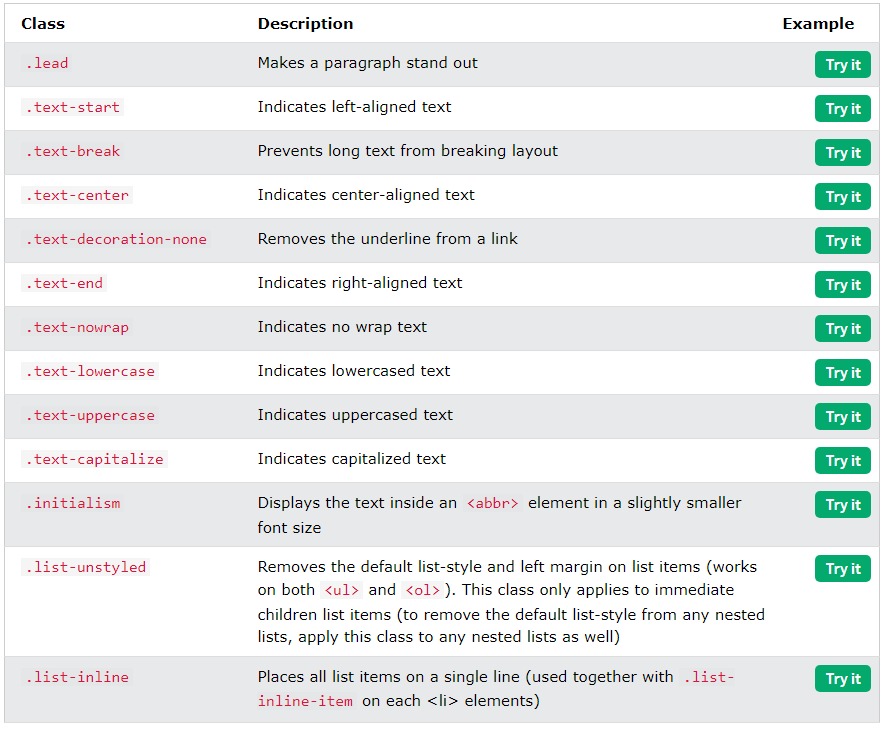 Class Description Example
.lead Makes a paragraph stand out Try it
.text-start Indicates left-aligned text Try it
.text-break Prevents long text from breaking layout Try it
.text-center Indicates center-aligned text Try it
.text-decoration-none Removes the underline from a link Try it
.text-end Indicates right-aligned text Try it
.text-nowrap Indicates no wrap text Try it
.text-lowercase Indicates lowercased text Try it
.text-uppercase Indicates uppercased text Try it
.text-capitalize Indicates capitalized text Try it
.initialism Displays the text inside an <abbr> element in a slightly smaller Try it
font size
.list-unstyled Removes the default list-style and left margin on list items (works Try it
on both <ul> and <ol>). This class only applies to immediate
children list items (to remove the default list-style from any nested
lists, apply this class to any nested lists as well)
.list-inline Places all list items on a single line (used together with .list- Try it
inline-item on each <li> elements)